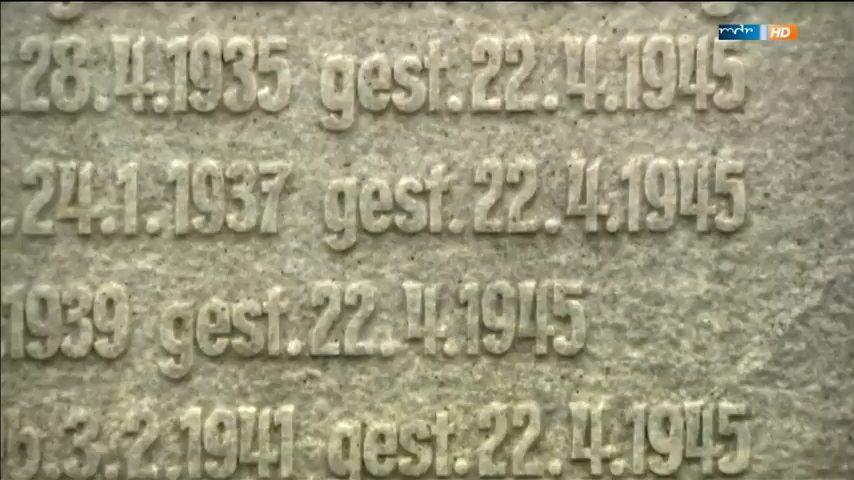 mdr HD
.28.4.1935 gest.22.4.1945
.24.1.1937 gest.22.4.1945
.1939 gest.22.4.1945
b.3.2.1941 gest.22.4.1945